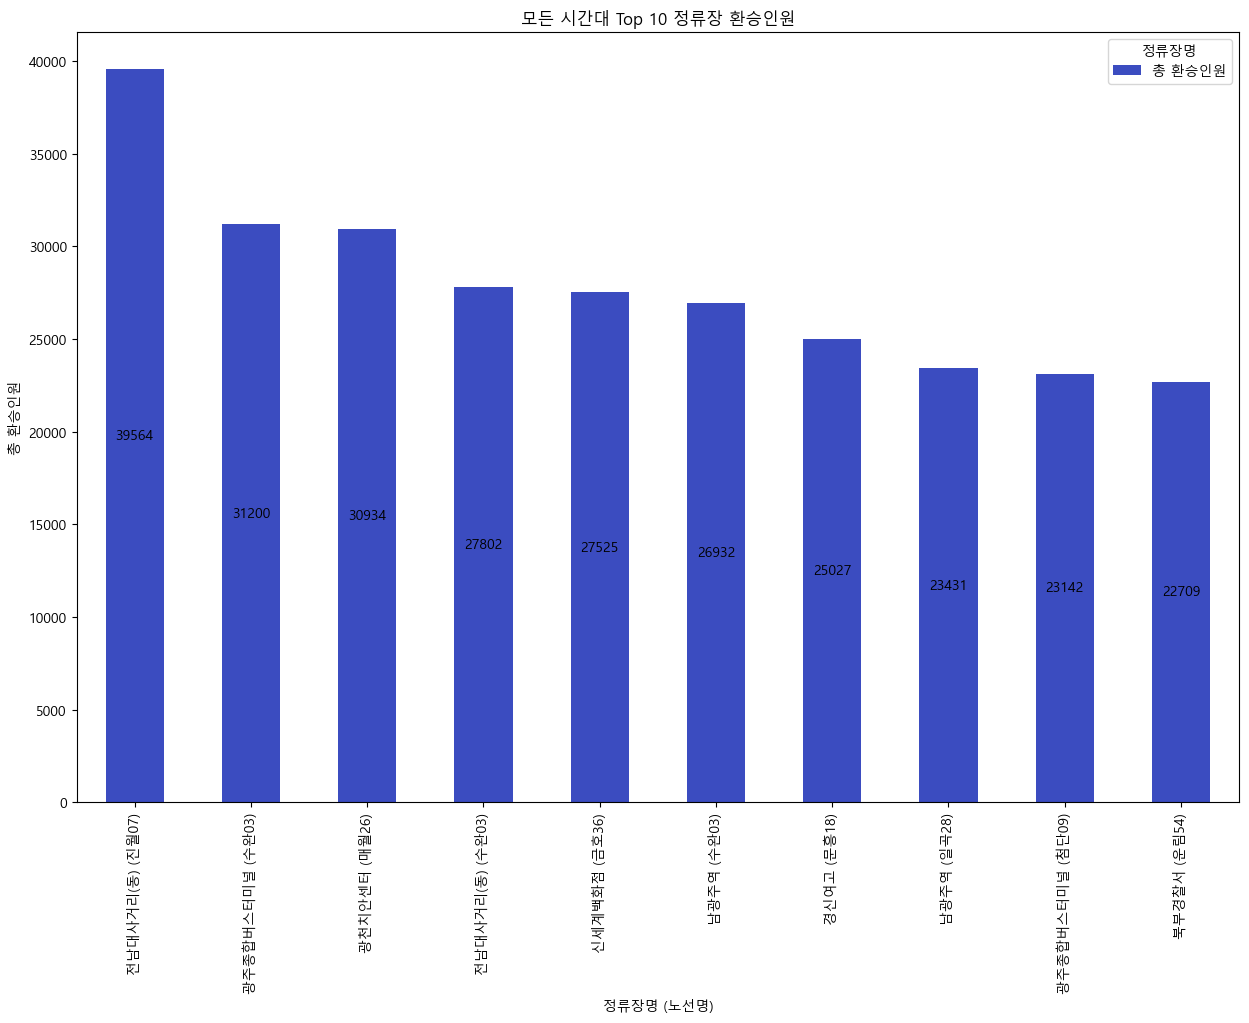 모든 시간대 Top 10 정류장 환승인원
정류장명
총 환승인원
총 환승인원
40000
35000
30000
25000
20000
15000
10000
5000
0
39564
31200
30934
27802
27525
26932
25027
23431
23142
22709
전남대사거리(동) (진월07)
광주종합버스터미널 (수완03)
광천치안센터 (매월26)
전남대사거리(동) (수완03)
신세계백화점 (금호36)
남광주역 (수완03)
경신여고 (문흥18)
남광주역 (일곡28)
광주종합버스터미널 (첨단09)
북부경찰서 (운림54)
정류장명 (노선명)